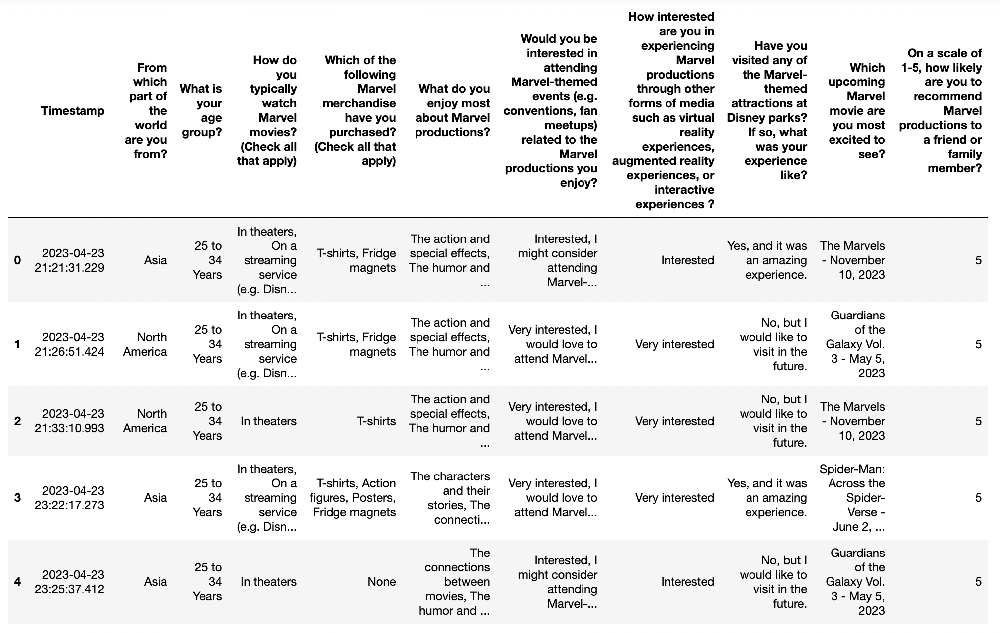 Timestamp
From
which
part of
the
world
are you
from?
What is
your
age
group?
How do
you
typically
watch
Marvel
movies?
(Check all
that apply)
Which of the
following
Marvel
merchandise
have you
purchased?
(Check all that
apply)
What do you
enjoy most
about Marvel
productions?
Would you be
interested in
attending
Marvel-themed
events (e.g.
conventions, fan
meetups)
related to the
Marvel
productions you
enjoy?
How interested
are you in
experiencing
Marvel
productions
through other
forms of media
such as virtual
reality
experiences,
augmented reality
experiences, or
interactive
experiences ?
Have you
visited any of
the Marvel-
themed
attractions at
Disney parks?
If so, what
was your
experience
like?
Which
upcoming
Marvel
movie are
you most
excited to
see?
On a scale of
1-5, how likely
are you to
recommend
Marvel
productions to
a friend or
family
member?
0
2023-04-23
21:21:31.229
Asia
25 to
34
Years
In theaters,
On a
streaming
service
(e.g. Disn...
T-shirts, Fridge
magnets
The action and
special effects,
The humor and
...
Interested, I
might consider
attending
Marvel-...
Interested
Yes, and it was
an amazing
experience.
The Marvels
- November
10, 2023
5
1
2023-04-23
21:26:51.424
North
America
25 to
34
Years
In theaters,
On a
streaming
service
(e.g. Disn...
T-shirts, Fridge
magnets
The action and
special effects,
The humor and
...
Very interested, I
would love to
attend Marvel...
Very interested
No, but I
would like to
visit in the
future.
Guardians
of the
Galaxy Vol.
3 - May 5,
2023
5
2
2023-04-23
21:33:10.993
North
America
25 to
34
Years
In theaters
T-shirts
The action and
special effects,
The humor and
...
Very interested, I
would love to
attend Marvel...
Very interested
No, but I
would like to
visit in the
future.
The Marvels
- November
10, 2023
5
3
2023-04-23
23:22:17.273
Asia
25 to
34
Years
In theaters,
On a
streaming
service
(e.g. Disn...
T-shirts, Action
figures, Posters,
Fridge magnets
The characters
and their
stories, The
connecti...
Very interested, I
would love to
attend Marvel...
Very interested
Yes, and it was
an amazing
experience.
Spider-Man:
Across the
Spider-
Verse -
June 2, ...
5
4
2023-04-23
23:25:37.412
Asia
25 to
34
Years
In theaters
None
The
connections
between
movies, The
humor and ...
Interested, I
might consider
attending
Marvel-...
Interested
No, but I
would like to
visit in the
future.
Guardians
of the
Galaxy Vol.
3 - May 5,
2023
5